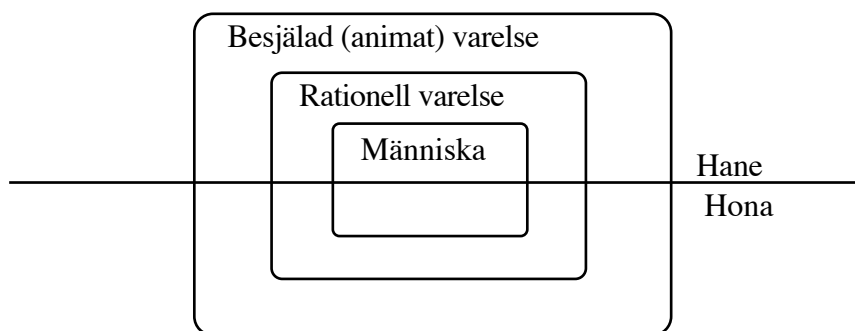 Besjälad (animat) varelse
Rationell varelse
Människa
Hane
Hona